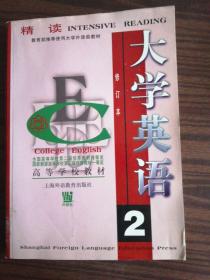 精读 INTENSIVE READING
教育部推荐使用大学外语类教材
大学英语
修订本
E
C
College English
高等学校教材
上海外语教育出版社
2
Shanghai Foreign Language Education Press